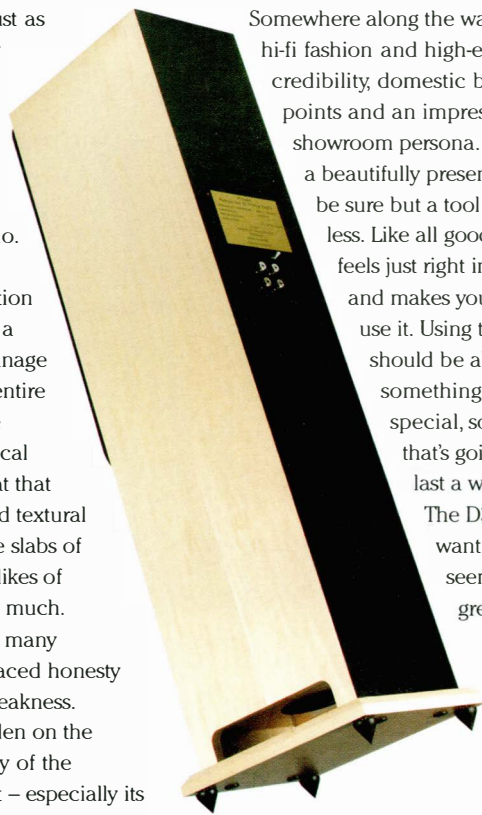 ust as
o.
tion
a
nage
entire
cal
at that
d textural
e slabs of
likes of
much.
many
aced honesty
eakness.
len on the
y of the
t – especially its
Somewhere along the wa
hi-fi fashion and high-e
credibility, domestic b
points and an impres
showroom persona.
a beautifully presen
be sure but a tool
less. Like all good
feels just right in
and makes you
use it. Using t
should be a
something
special, so
that's goi
last a w
The D
want
seen
gre